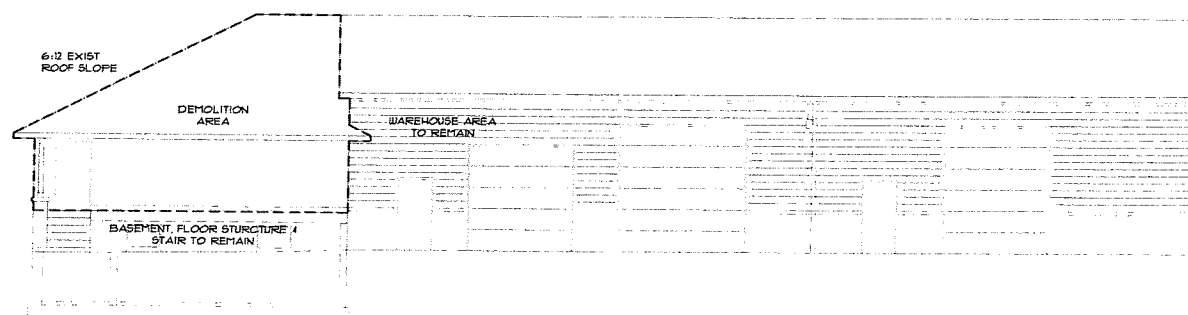 6:12 EXIST
ROOF SLOPE
DEMOLITION
AREA
WAREHOUSE AREA
TO REMAIN
BASEMENT, FLOOR STURCTURE &
STAIR TO REMAIN